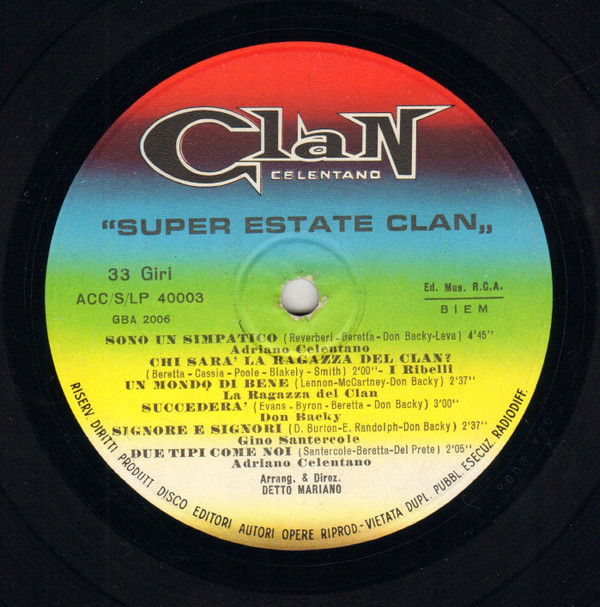 Clan
CELENTANO
“SUPER ESTATE CLAN„
33 Giri
ACC/S/LP 40003
GBA 2006
Ed. Mus. R.C.A.
BIEM
SONO UN SIMPATICO (Reverberi-Beretta-Don Backy-Leva) 4'45''
Adriano Celentano
CHI SARA' LA RAGAZZA DEL CLAN?
(Beretta-Cassia-Poole-Blakely-Smith) 2'00''- I Ribelli
UN MONDO DI BENE (Lennon-McCartney-Don Backy) 2'37''
La Ragazza del Clan
SUCCEDERA' (Evans-Byron-Beretta-Don Backy) 3'00''
Don Backy
SIGNORE E SIGNORI (D. Burion-E. Randolph-Don Backy) 2'37''
Gino Santercole
DUE TIPI COME NOI (Santercole-Beretta-Del Prete) 2'05''
Adriano Celentano
Arrang. & Direz.
DETTO MARIANO
RISERV. DIRITTI PRODUTT. DISCO EDITORI AUTORI OPERE RIPROD.-VIETATA DUPL. PUBBL. ESECUZ. RADIODIFF.